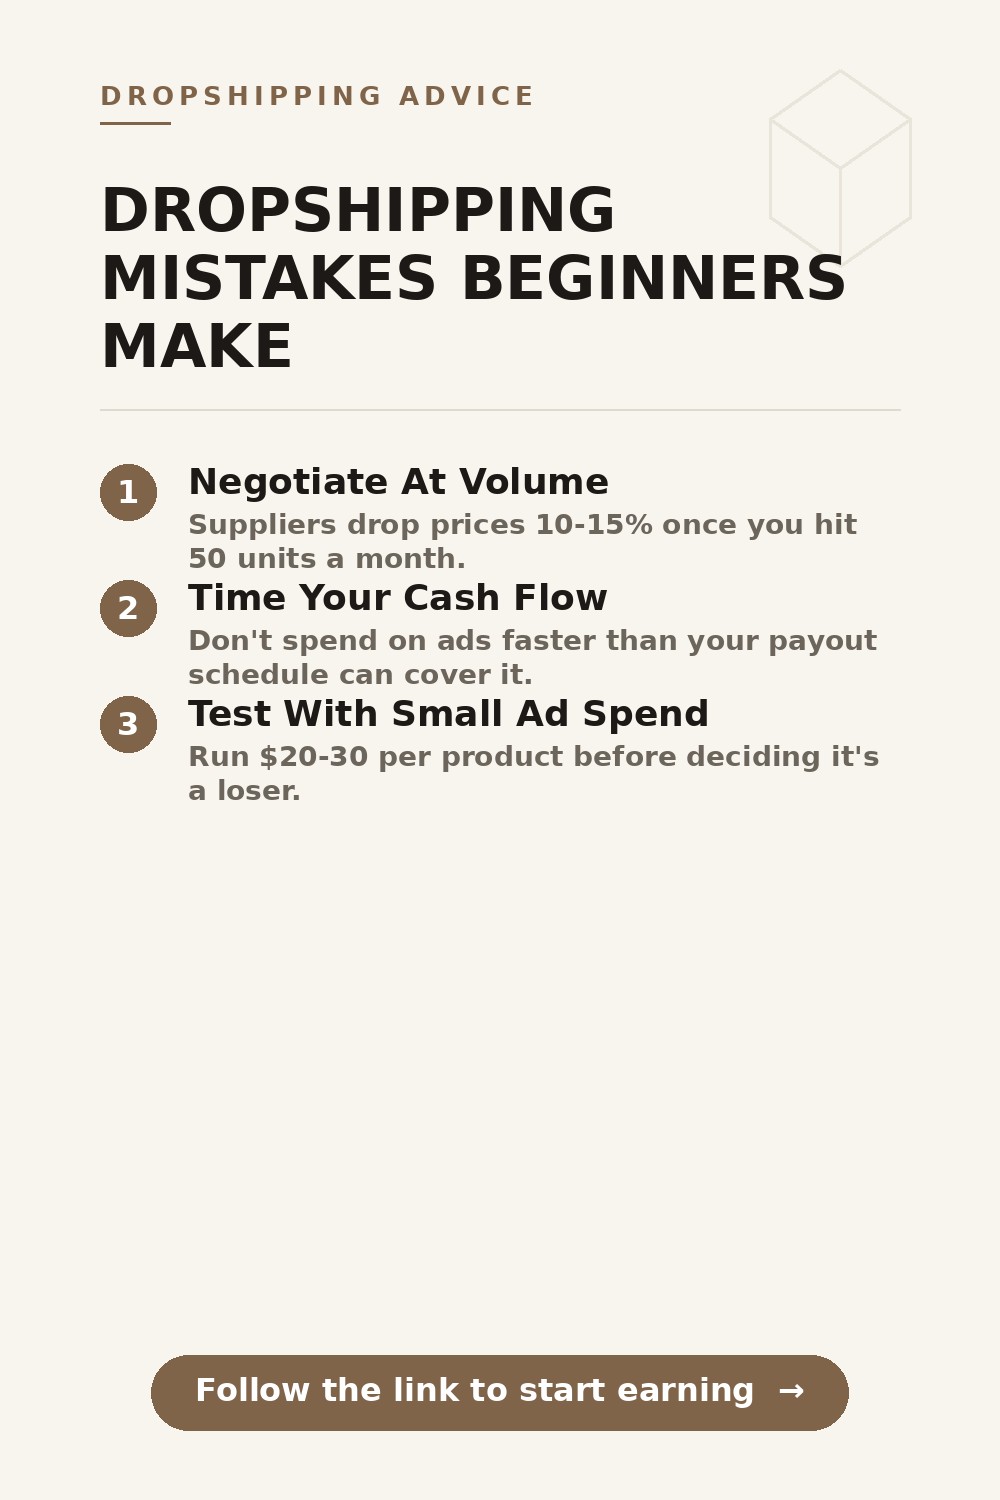 DROPSHIPPING ADVICE
DROPSHIPPING
MISTAKES BEGINNERS
MAKE
1 Negotiate At Volume
Suppliers drop prices 10-15% once you hit
50 units a month.
2 Time Your Cash Flow
Don't spend on ads faster than your payout
schedule can cover it.
3 Test With Small Ad Spend
Run $20-30 per product before deciding it's
a loser.
Follow the link to start earning →